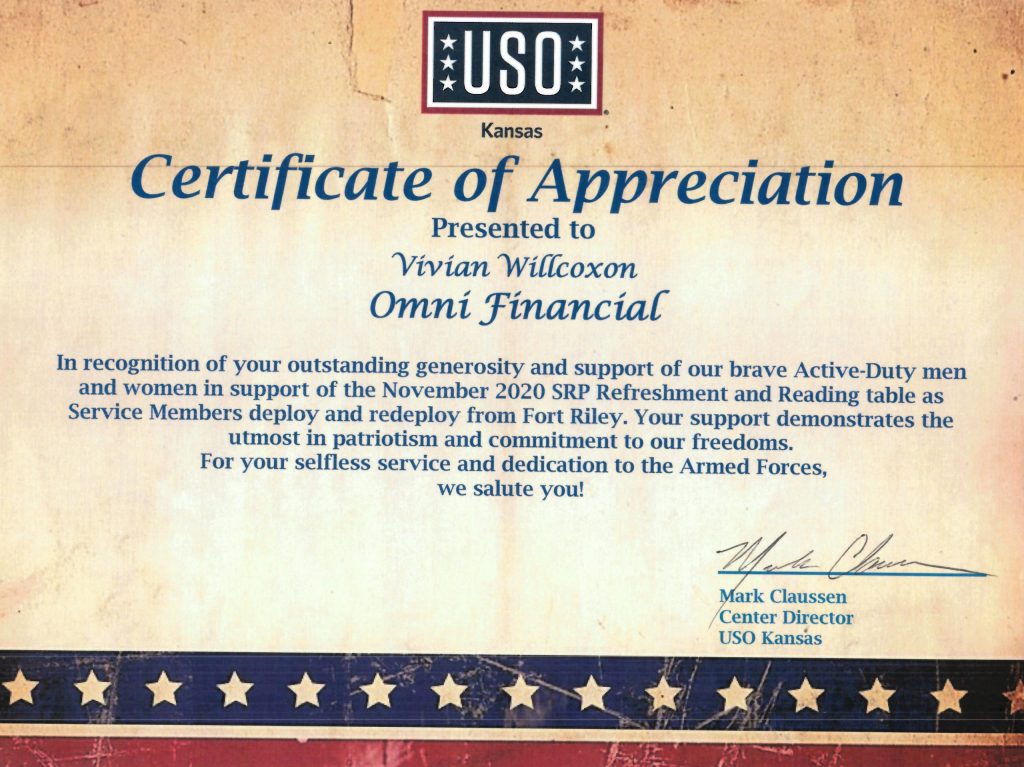 USO
Kansas
Certificate of Appreciation
Presented to
Vivian Willcoxon
Omni Financial
In recognition of your outstanding generosity and support of our brave Active-Duty men
and women in support of the November 2020 SRP Refreshment and Reading table as
Service Members deploy and redeploy from Fort Riley. Your support demonstrates the
utmost in patriotism and commitment to our freedoms.
For your selfless service and dedication to the Armed Forces,
we salute you!
Mark Claussen
Mark Claussen
Center Director
USO Kansas